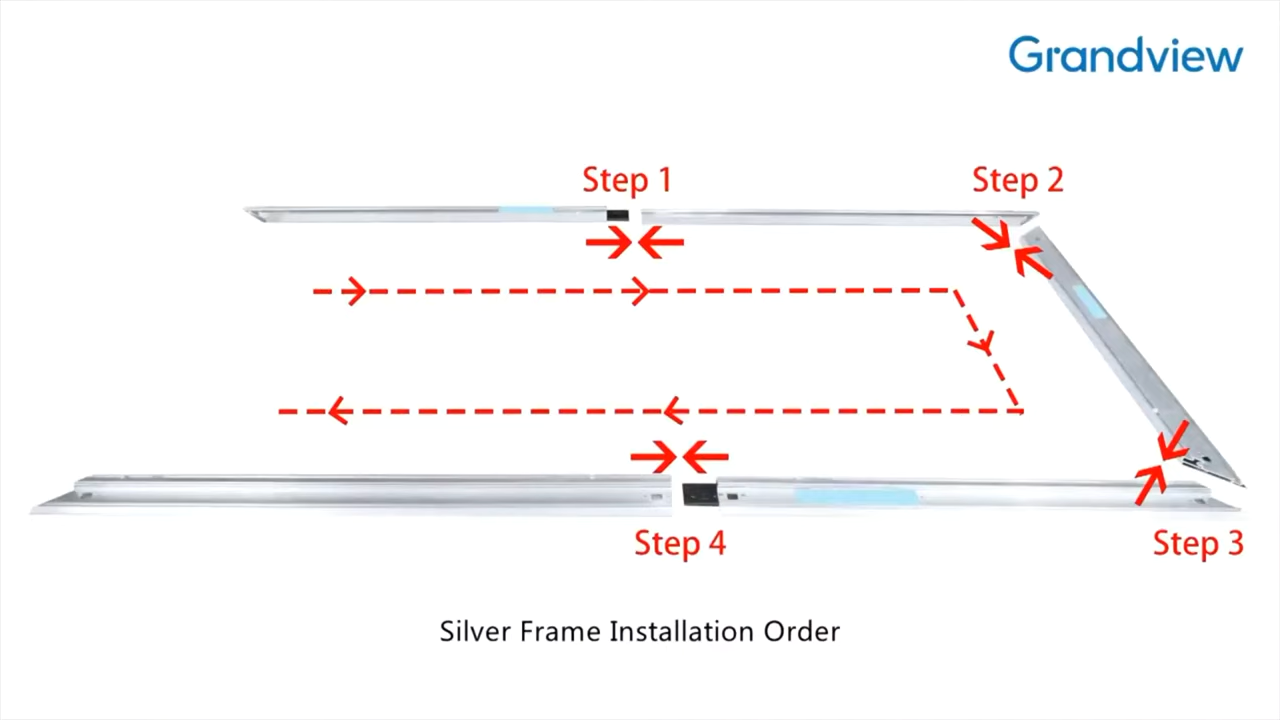 Grandview
Step 1
Step 2
Step 4
Step 3
Silver Frame Installation Order